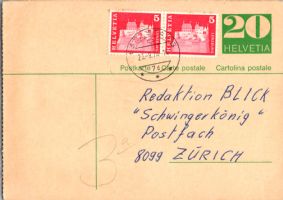 HELVETIA 5 HELVETIA 5
20
HELVETIA
Postkarte Carte postale Cartolina postale
Redaktion BLICK
"Schwingerkönig"
Postfach
8099 ZÜRICH